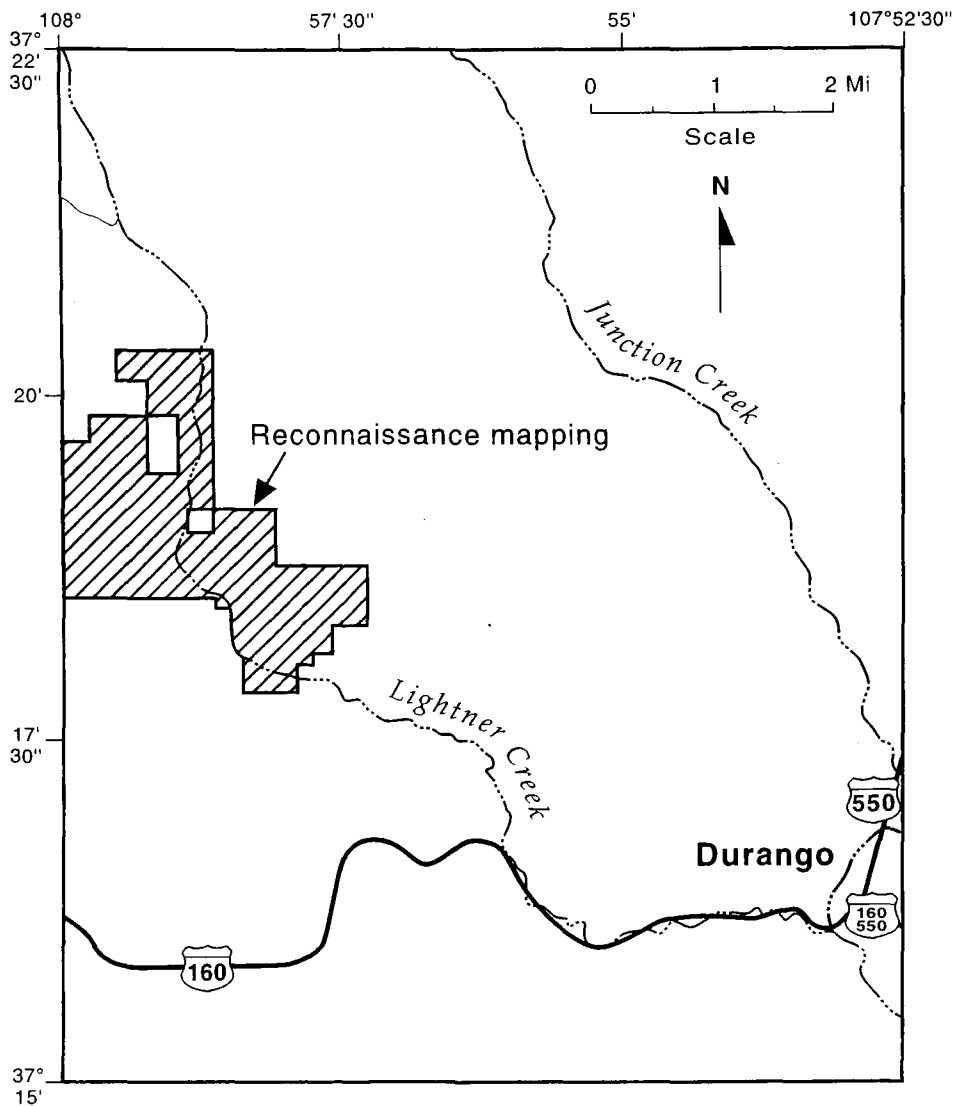 108°
57' 30"
55'
107°52'30"
37°
22'
30"
0 1 2 Mi
Scale
N
Junction Creek
20'
Reconnaissance mapping
Lightner Creek
17'
30"
550
Durango
160
550
160
37°
15'